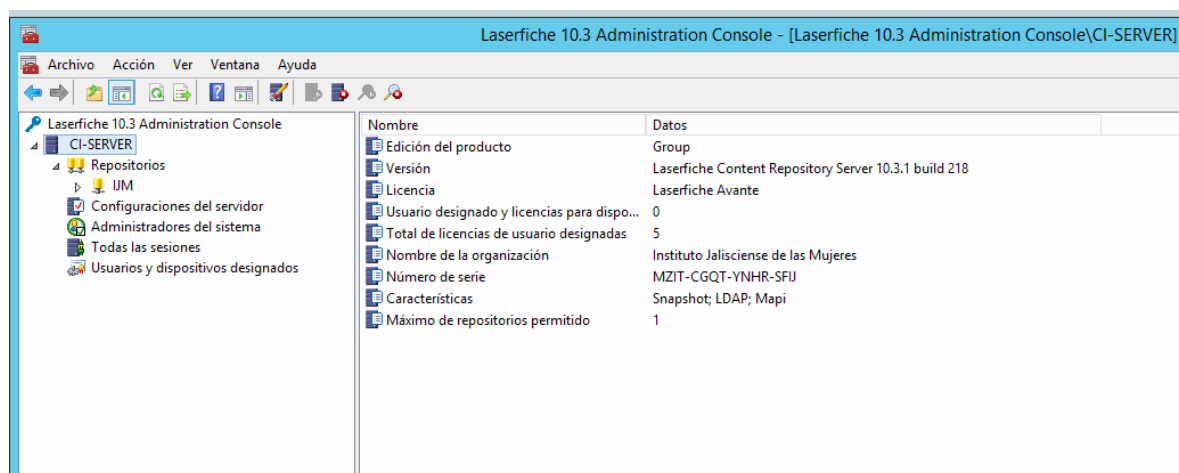 Laserfiche 10.3 Administration Console - [Laserfiche 10.3 Administration Console\CI-SERVER]
Archivo Acción Ver Ventana Ayuda
Laserfiche 10.3 Administration Console
CI-SERVER
Repositorios
IJM
Configuraciones del servidor
Administradores del sistema
Todas las sesiones
Usuarios y dispositivos designados
Nombre Datos
Edición del producto Group
Versión Laserfiche Content Repository Server 10.3.1 build 218
Licencia Laserfiche Avante
Usuario designado y licencias para dispo... 0
Total de licencias de usuario designadas 5
Nombre de la organización Instituto Jalisciense de las Mujeres
Número de serie MZIT-CGQT-YNHR-SFIJ
Características Snapshot; LDAP; Mapi
Máximo de repositorios permitido 1